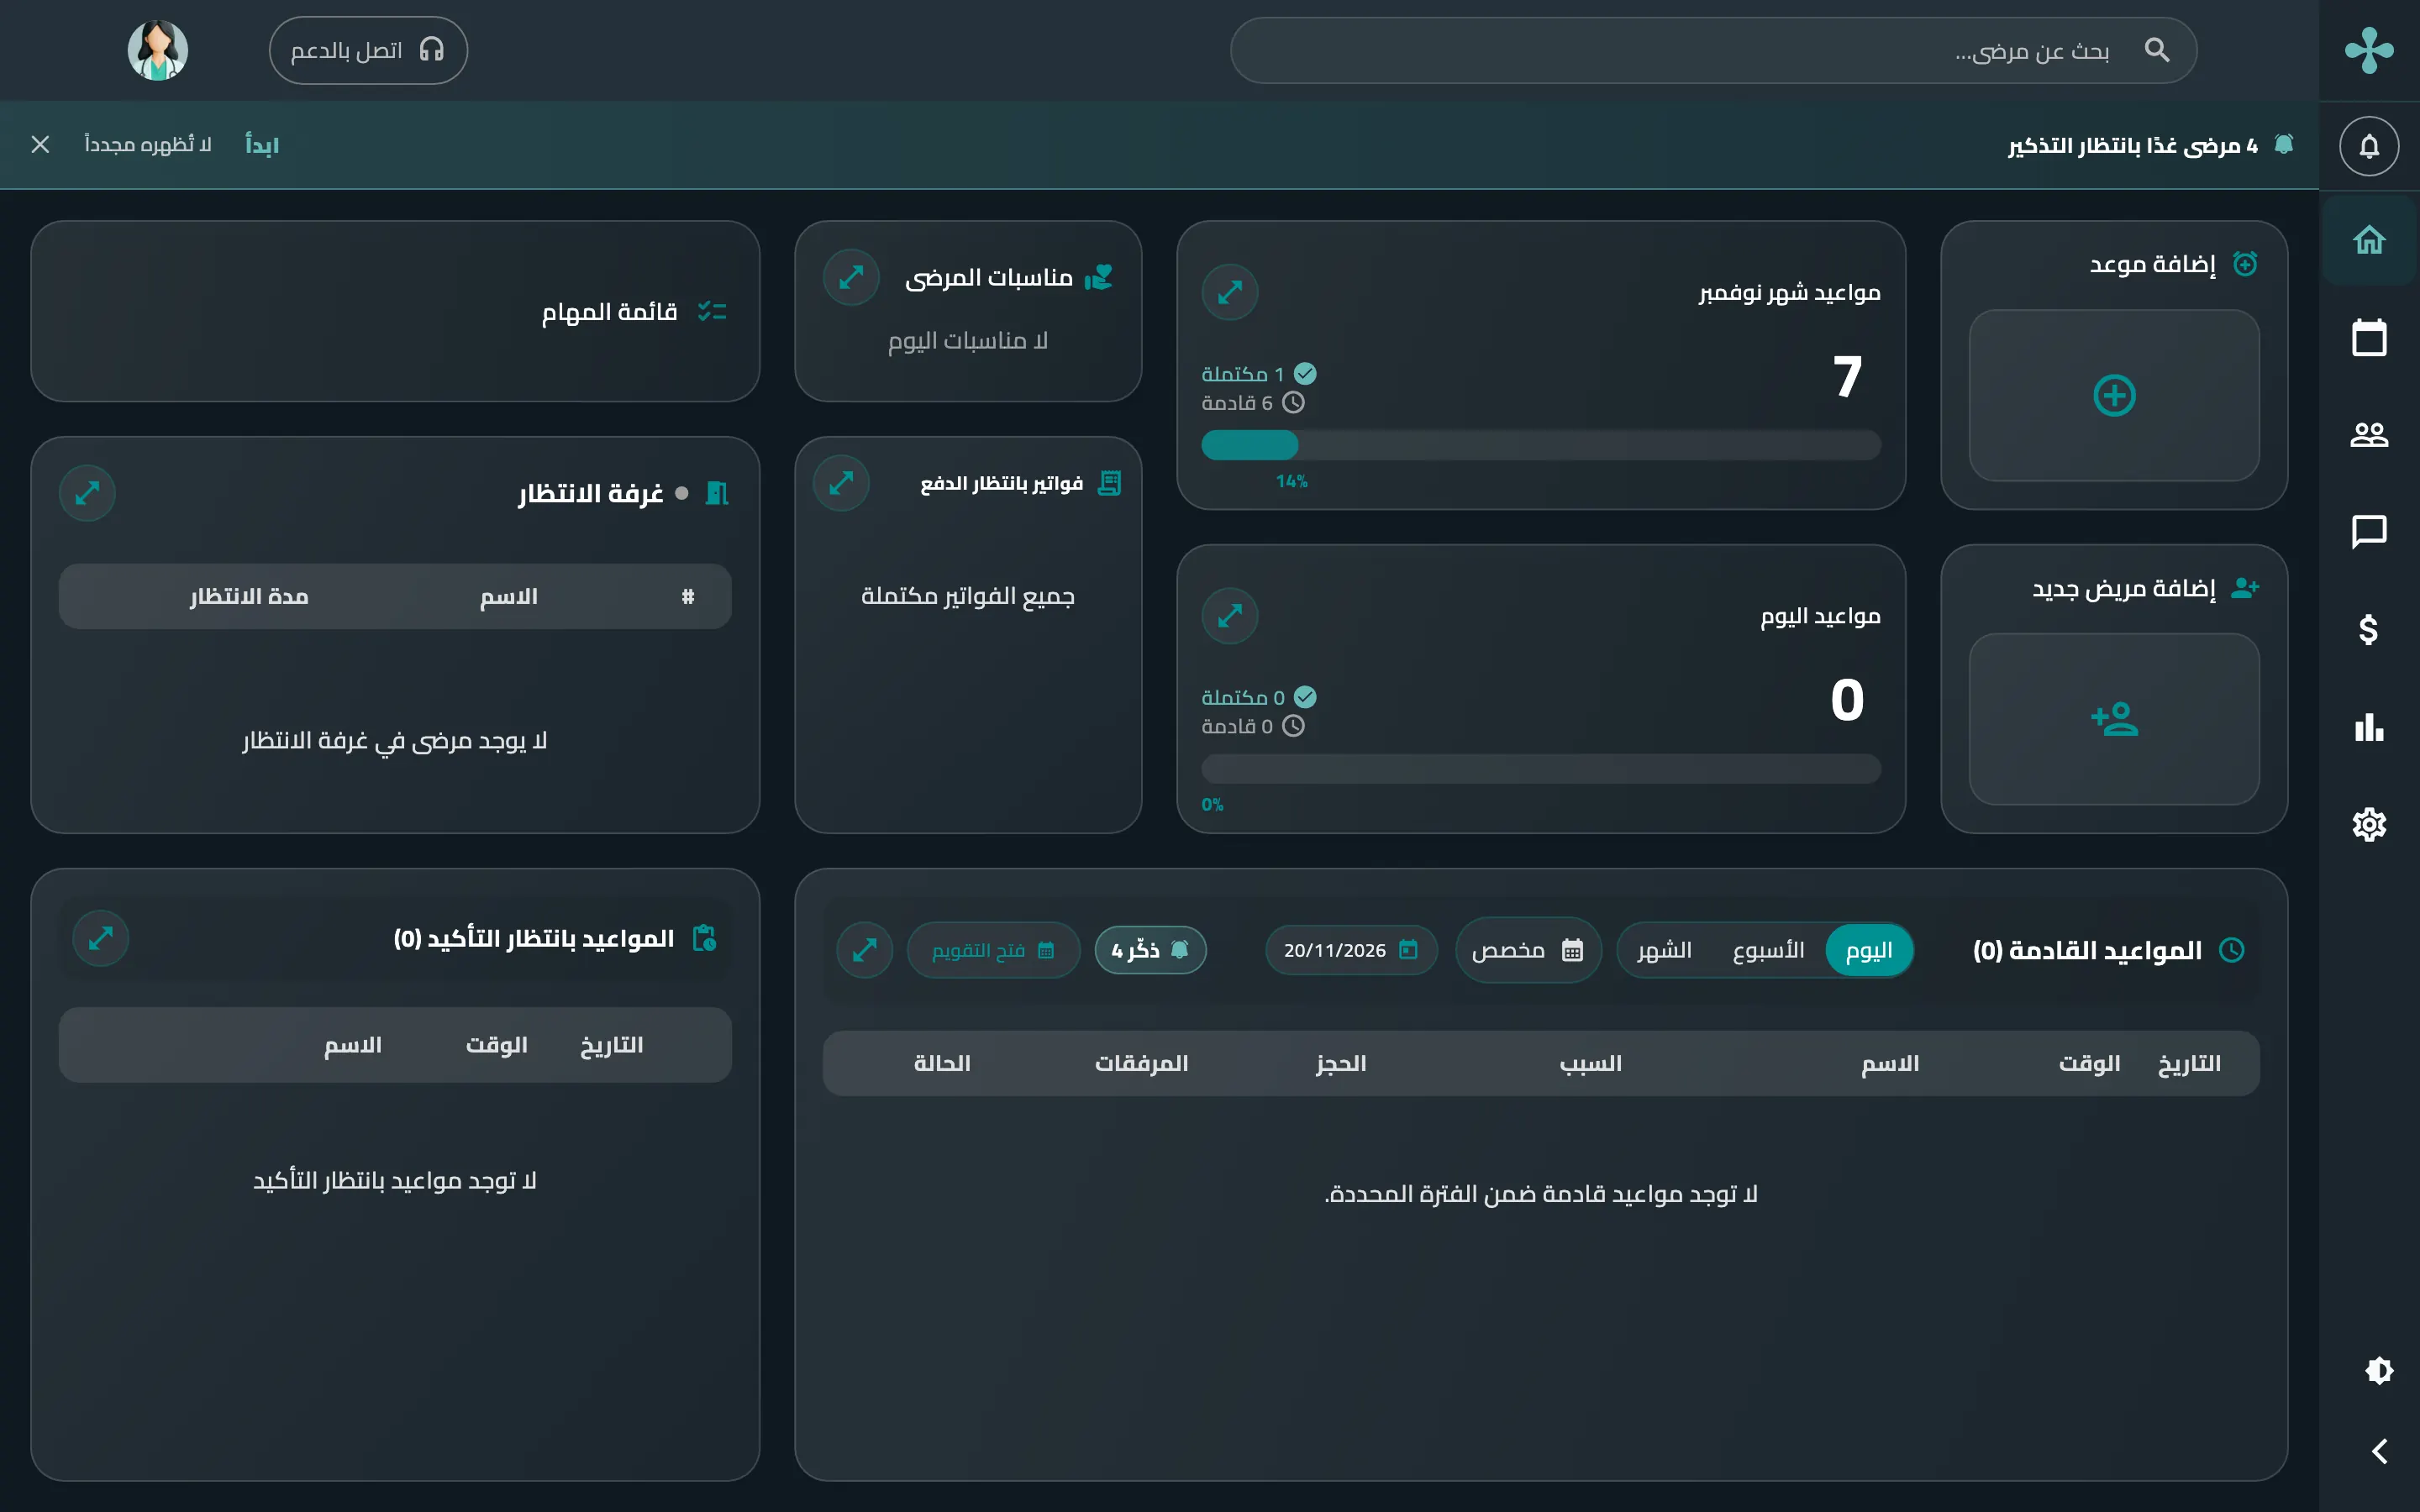 بحث عن مرضى...
اتصل بالدعم
4 مرضى غدًا بانتظار التذكير
ابدأ
لا تُظهره مجدداً
إضافة موعد
مواعيد شهر نوفمبر
7
1 مكتملة
6 قادمة
14%
مناسبات المرضى
لا مناسبات اليوم
قائمة المهام
إضافة مريض جديد
مواعيد اليوم
0
0 مكتملة
0 قادمة
0%
فواتير بانتظار الدفع
جميع الفواتير مكتملة
غرفة الانتظار
# الاسم مدة الانتظار
لا يوجد مرضى في غرفة الانتظار
المواعيد القادمة (0)
اليوم الأسبوع الشهر
مخصص
20/11/2026
ذكّر 4
فتح التقويم
التاريخ الوقت الاسم السبب الحجز المرفقات الحالة
لا توجد مواعيد قادمة ضمن الفترة المحددة.
المواعيد بانتظار التأكيد (0)
التاريخ الوقت الاسم
لا توجد مواعيد بانتظار التأكيد